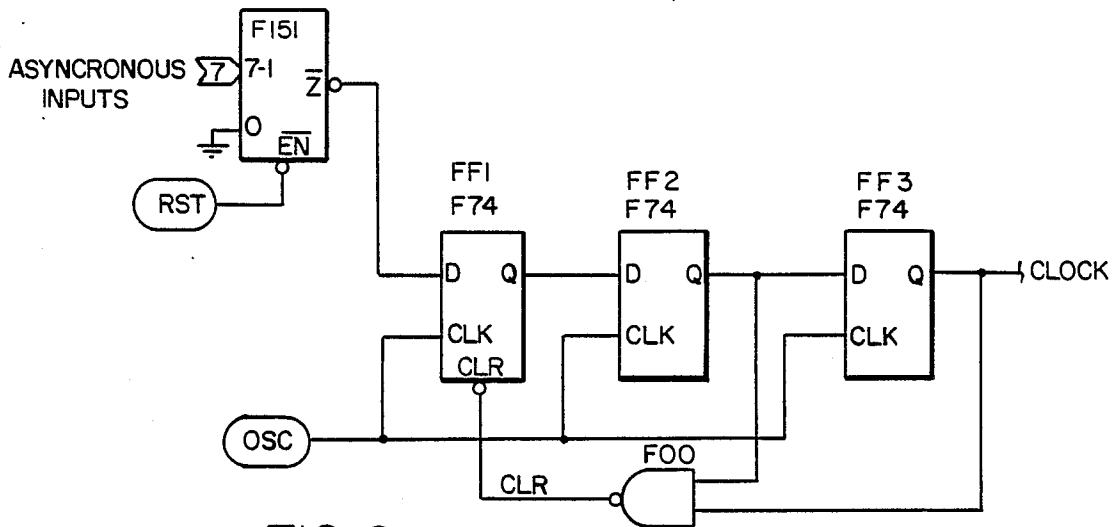 F151
ASYNCRONOUS
INPUTS
7
7-1
Z̅
0
E̅N̅
RST
FF1
F74
FF2
F74
FF3
F74
D Q
D Q
D Q
CLOCK
CLK
CLK
CLK
CLR
OSC
F00
CLR